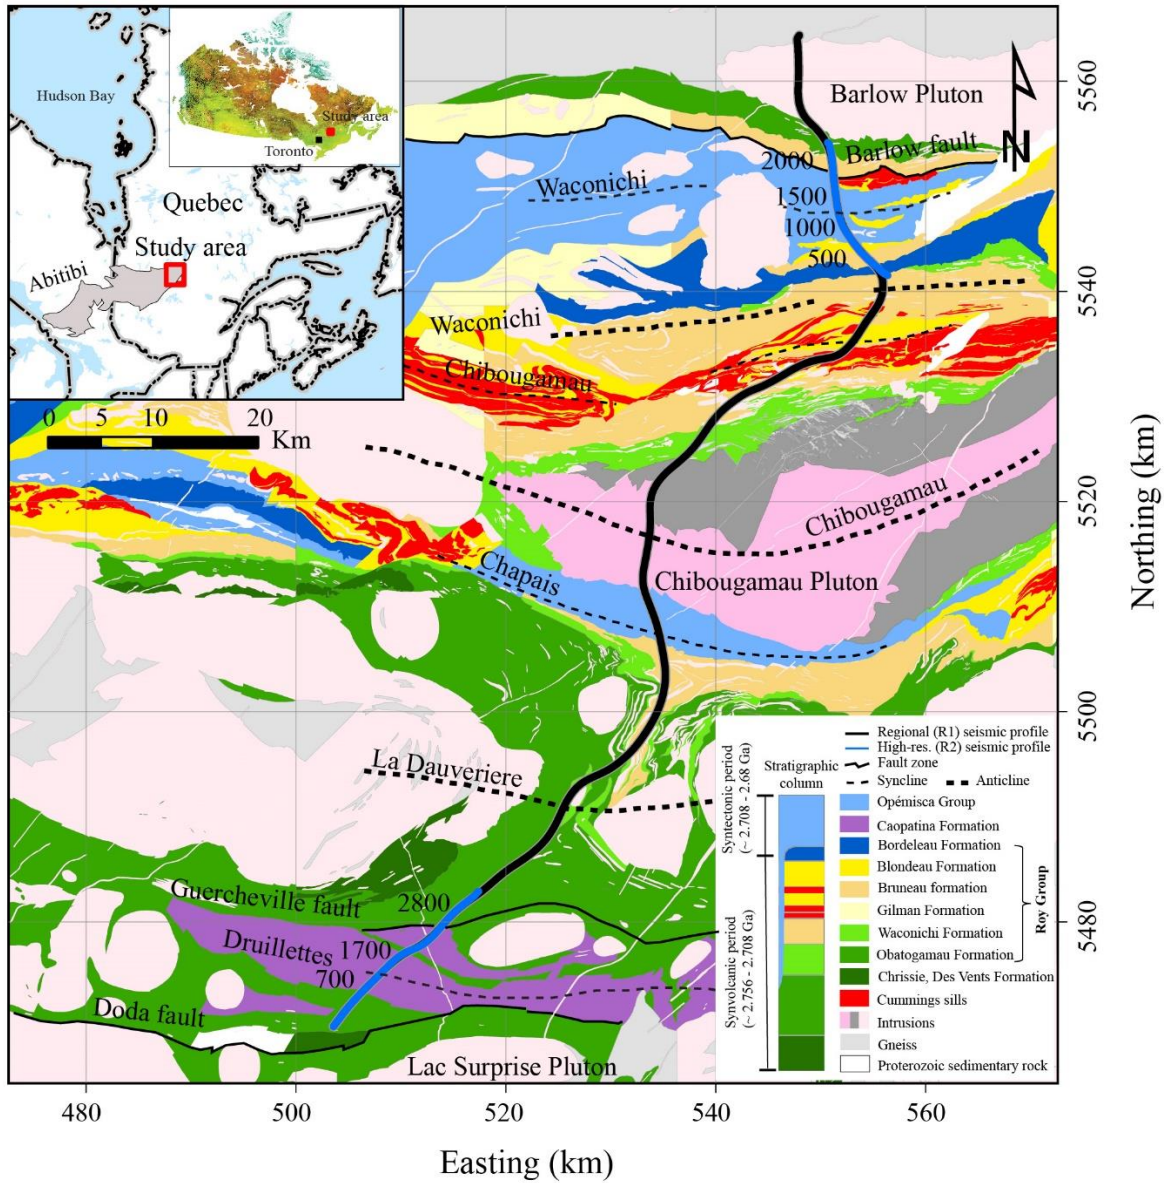 Hudson Bay
Study area
Toronto
Quebec
Study area
Abitibi
Barlow Pluton
N
5560
Barlow fault
2000
Waconichi
1500
1000
500
5540
Waconichi
Chibougamau
0 5 10 20
Km
Chibougamau
5520
Chapais
Chibougamau Pluton
Northing (km)
5500
La Dauveriere
Guercheville fault
2800
5480
Druillettes
1700
700
Doda fault
Lac Surprise Pluton
Regional (R1) seismic profile
High-res. (R2) seismic profile
Fault zone
Syncline
Anticline
Stratigraphic
column
Syntectonic period
(~ 2.708 - 2.68 Ga)
Synvolcanic period
(~ 2.756 - 2.708 Ga)
Opémisca Group
Caopatina Formation
Bordeleau Formation
Blondeau Formation
Bruneau formation
Gilman Formation
Waconichi Formation
Obatogamau Formation
Roy Group
Chrissie, Des Vents Formation
Cummings sills
Intrusions
Gneiss
Proterozoic sedimentary rock
480 500 520 540 560
Easting (km)